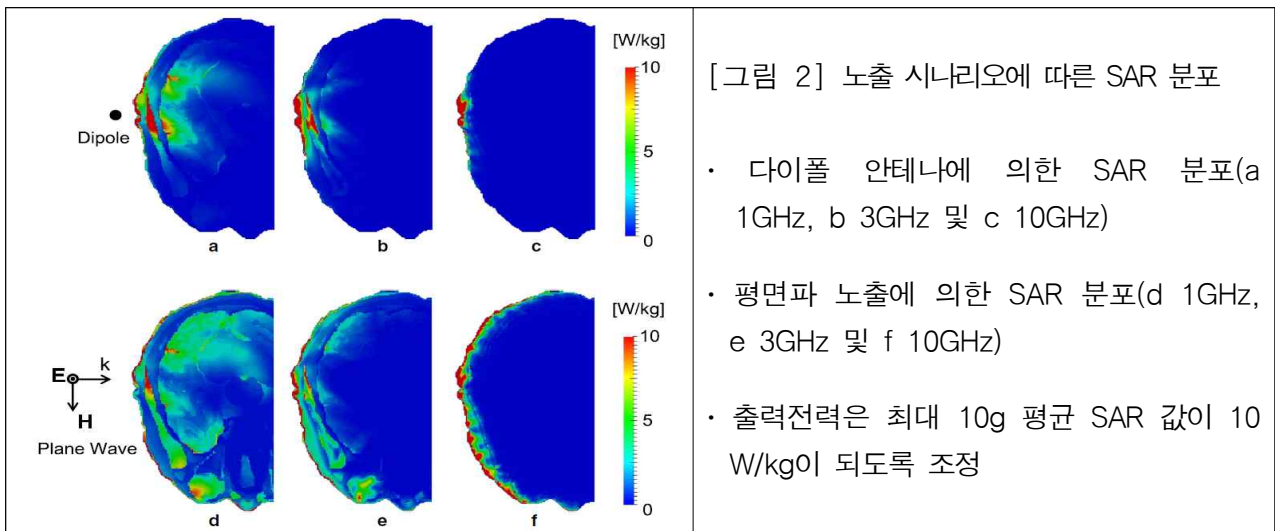 [W/kg]
10
5
0
Dipole
a
b
c
[W/kg]
10
5
0
E
k
H
Plane Wave
d
e
f
[그림 2] 노출 시나리오에 따른 SAR 분포
· 다이폴 안테나에 의한 SAR 분포(a
1GHz, b 3GHz 및 c 10GHz)
· 평면파 노출에 의한 SAR 분포(d 1GHz,
e 3GHz 및 f 10GHz)
· 출력전력은 최대 10g 평균 SAR 값이 10
W/kg이 되도록 조정